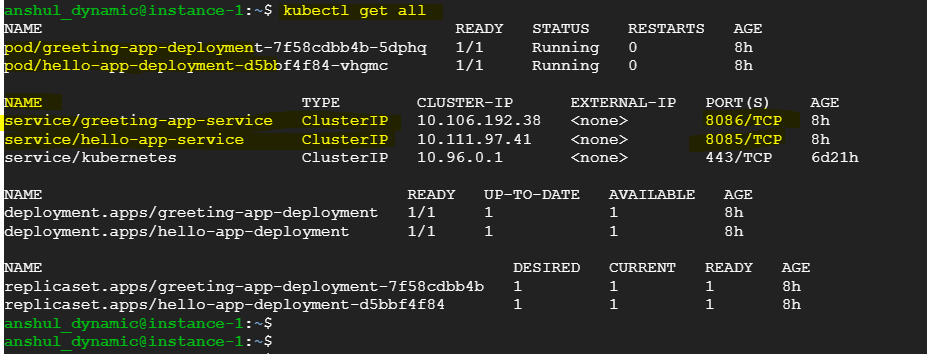 anshul_dynamic@instance-1:~$ kubectl get all
NAME READY STATUS RESTARTS AGE
pod/greeting-app-deployment-7f58cdbb4b-5dphq 1/1 Running 0 8h
pod/hello-app-deployment-d5bbf4f84-vhgmc 1/1 Running 0 8h
NAME TYPE CLUSTER-IP EXTERNAL-IP PORT(S) AGE
service/greeting-app-service ClusterIP 10.106.192.38 <none> 8086/TCP 8h
service/hello-app-service ClusterIP 10.111.97.41 <none> 8085/TCP 8h
service/kubernetes ClusterIP 10.96.0.1 <none> 443/TCP 6d21h
NAME READY UP-TO-DATE AVAILABLE AGE
deployment.apps/greeting-app-deployment 1/1 1 1 8h
deployment.apps/hello-app-deployment 1/1 1 1 8h
NAME DESIRED CURRENT READY AGE
replicaset.apps/greeting-app-deployment-7f58cdbb4b 1 1 1 8h
replicaset.apps/hello-app-deployment-d5bbf4f84 1 1 1 8h
anshul_dynamic@instance-1:~$
anshul_dynamic@instance-1:~$